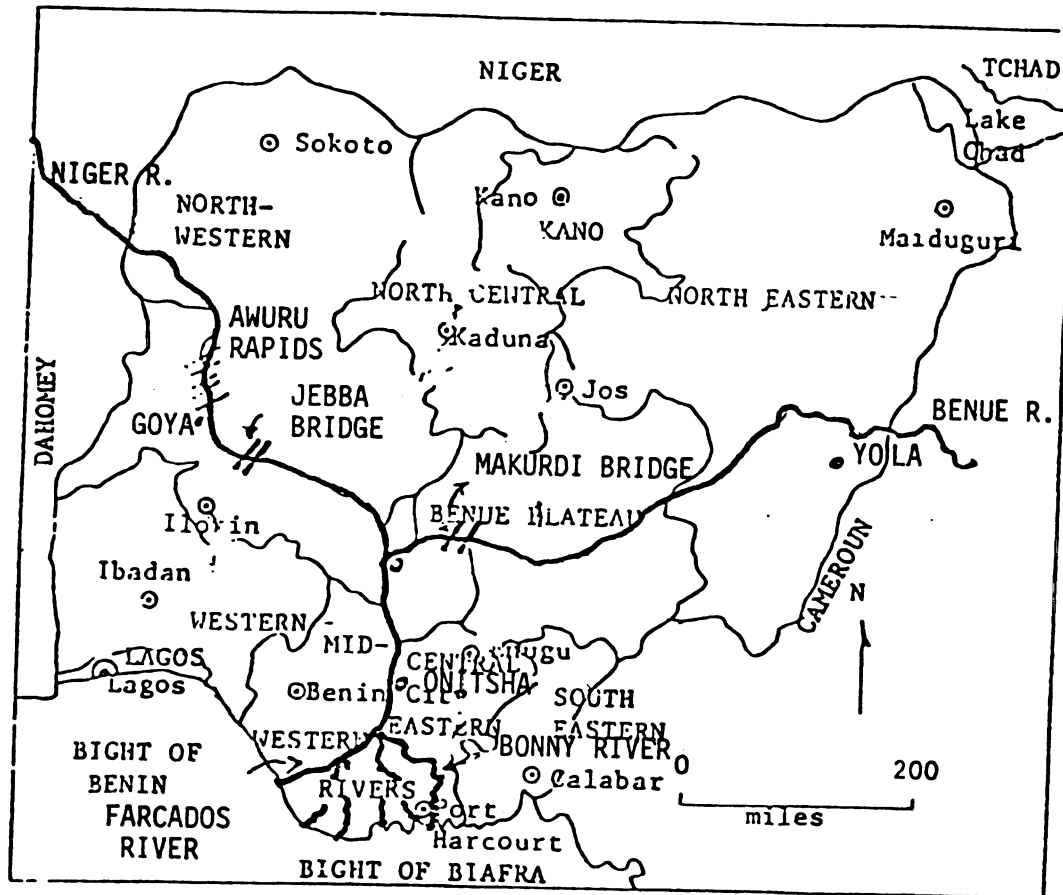 NIGER
TCHAD
Lake
Chad
Sokoto
NIGER R.
NORTH-
WESTERN
Kano
KANO
Maiduguri
NORTH CENTRAL
NORTH EASTERN
AWURU
RAPIDS
Kaduna
DAHOMEY
JEBBA
BRIDGE
Jos
GOYA
BENUE R.
MAKURDI BRIDGE
YOLA
BENUE PLATEAU
Ilorin
Ibadan
CAMEROUN
N
WESTERN
MID-
WESTERN
LAGOS
Lagos
CENTRAL
EASTERN
ONITSHA
Benin
SOUTH
EASTERN
BONNY RIVER
BIGHT OF
BENIN
FARCADOS
RIVER
RIVERS
Calabar
0
200
miles
Port
Harcourt
BIGHT OF BIAFRA